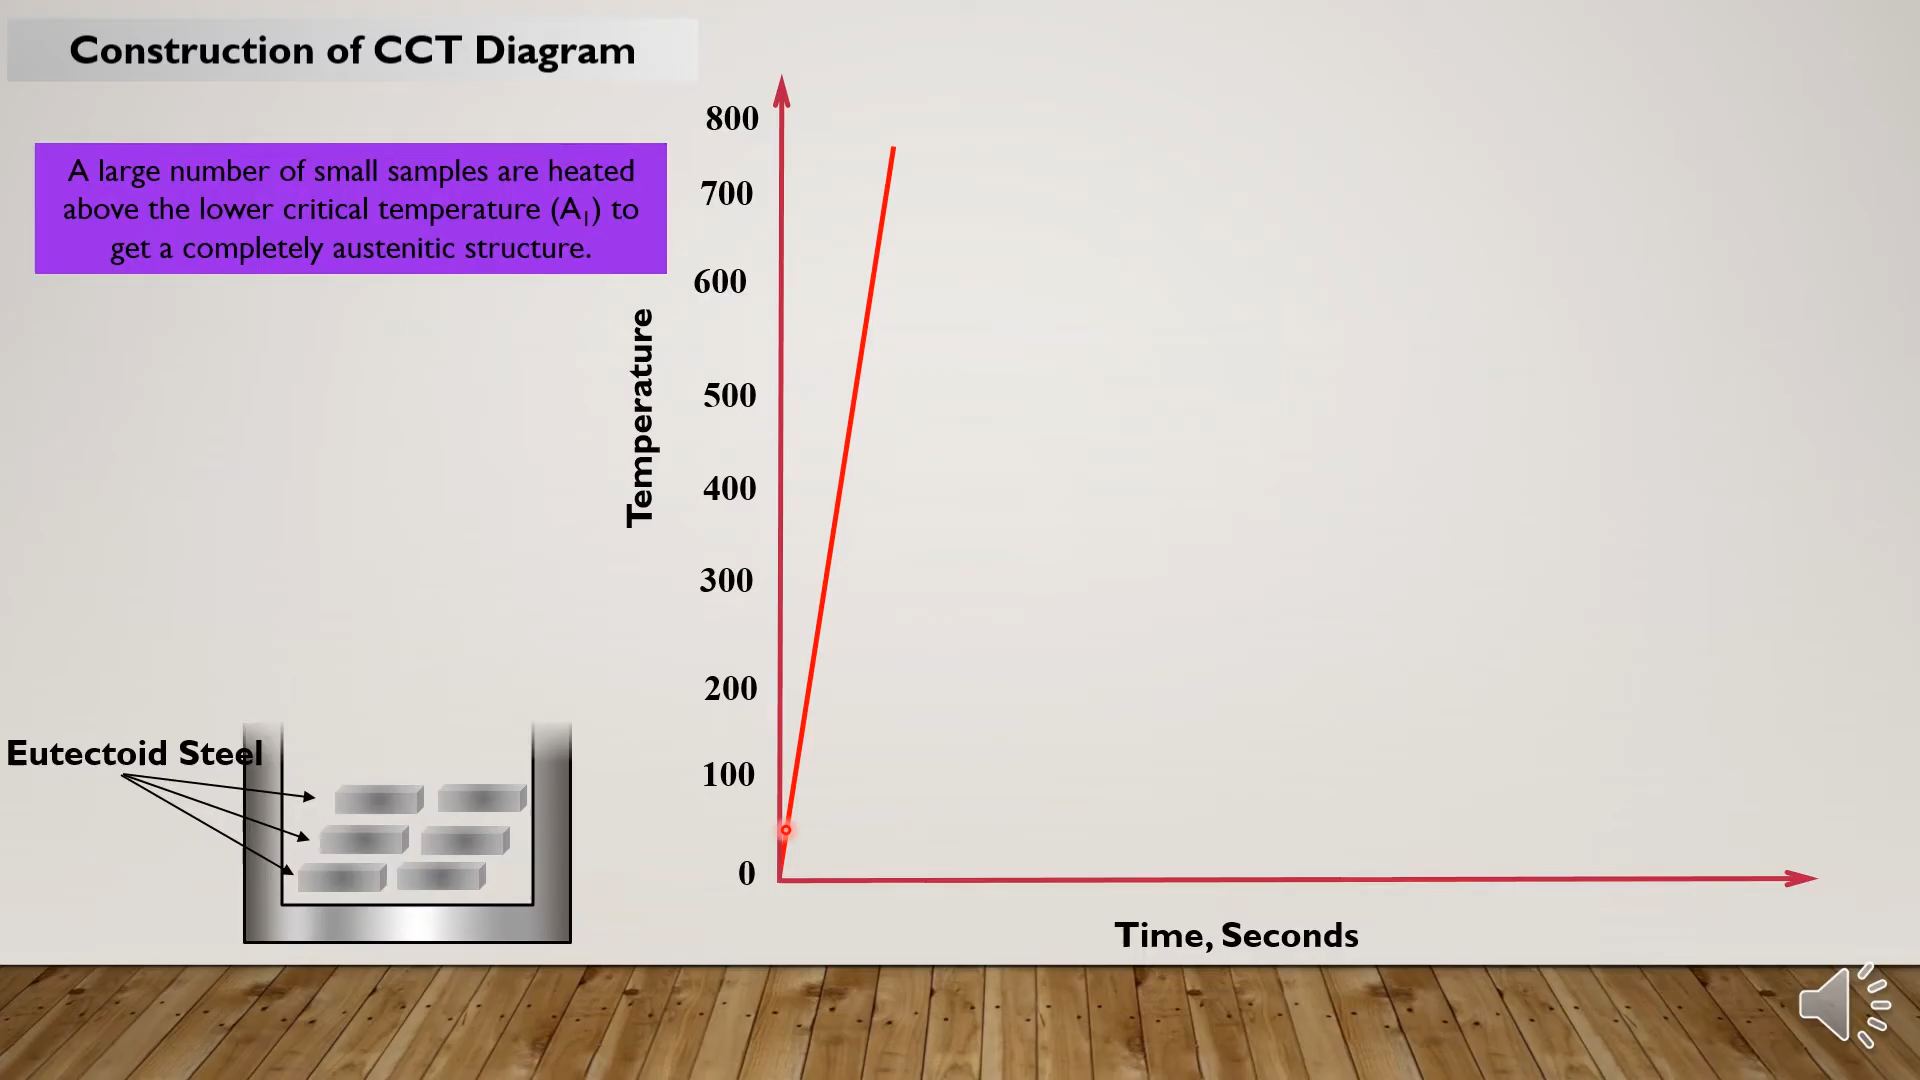 Construction of CCT Diagram
A large number of small samples are heated
above the lower critical temperature (A₁) to
get a completely austenitic structure.
800
700
600
500
400
300
200
100
0
Temperature
Time, Seconds
Eutectoid Steel